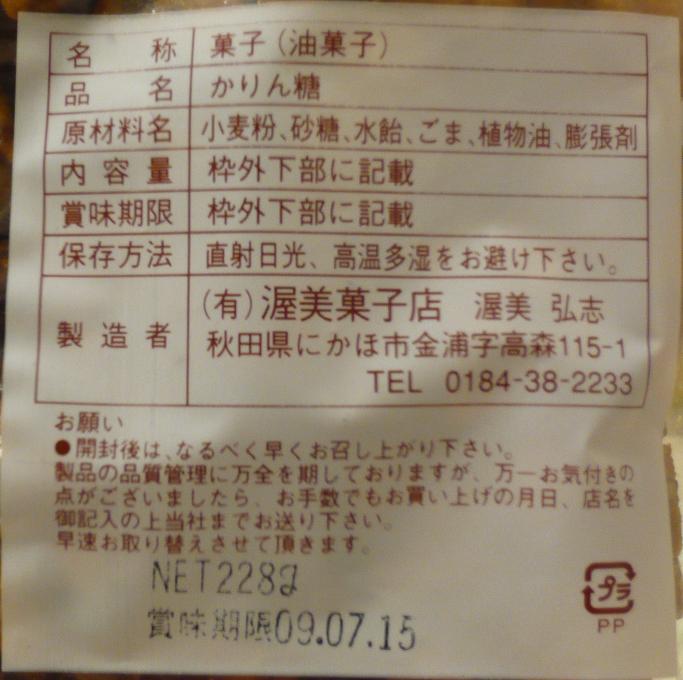 名称 菓子（油菓子）
品名 かりん糖
原材料名 小麦粉、砂糖、水飴、ごま、植物油、膨張剤
内容量 枠外下部に記載
賞味期限 枠外下部に記載
保存方法 直射日光、高温多湿をお避け下さい。
製造者 (有)渥美菓子店 渥美 弘志
秋田県にかほ市金浦字高森115-1
TEL 0184-38-2233
お願い
●開封後は、なるべく早くお召し上がり下さい。
製品の品質管理に万全を期しておりますが、万一お気付きの
点がございましたら、お手数でもお買い上げの月日、店名を
御記入の上当社までお送り下さい。
早速お取り替えさせて頂きます。
NET228g
賞味期限09.07.15
プラ
PP